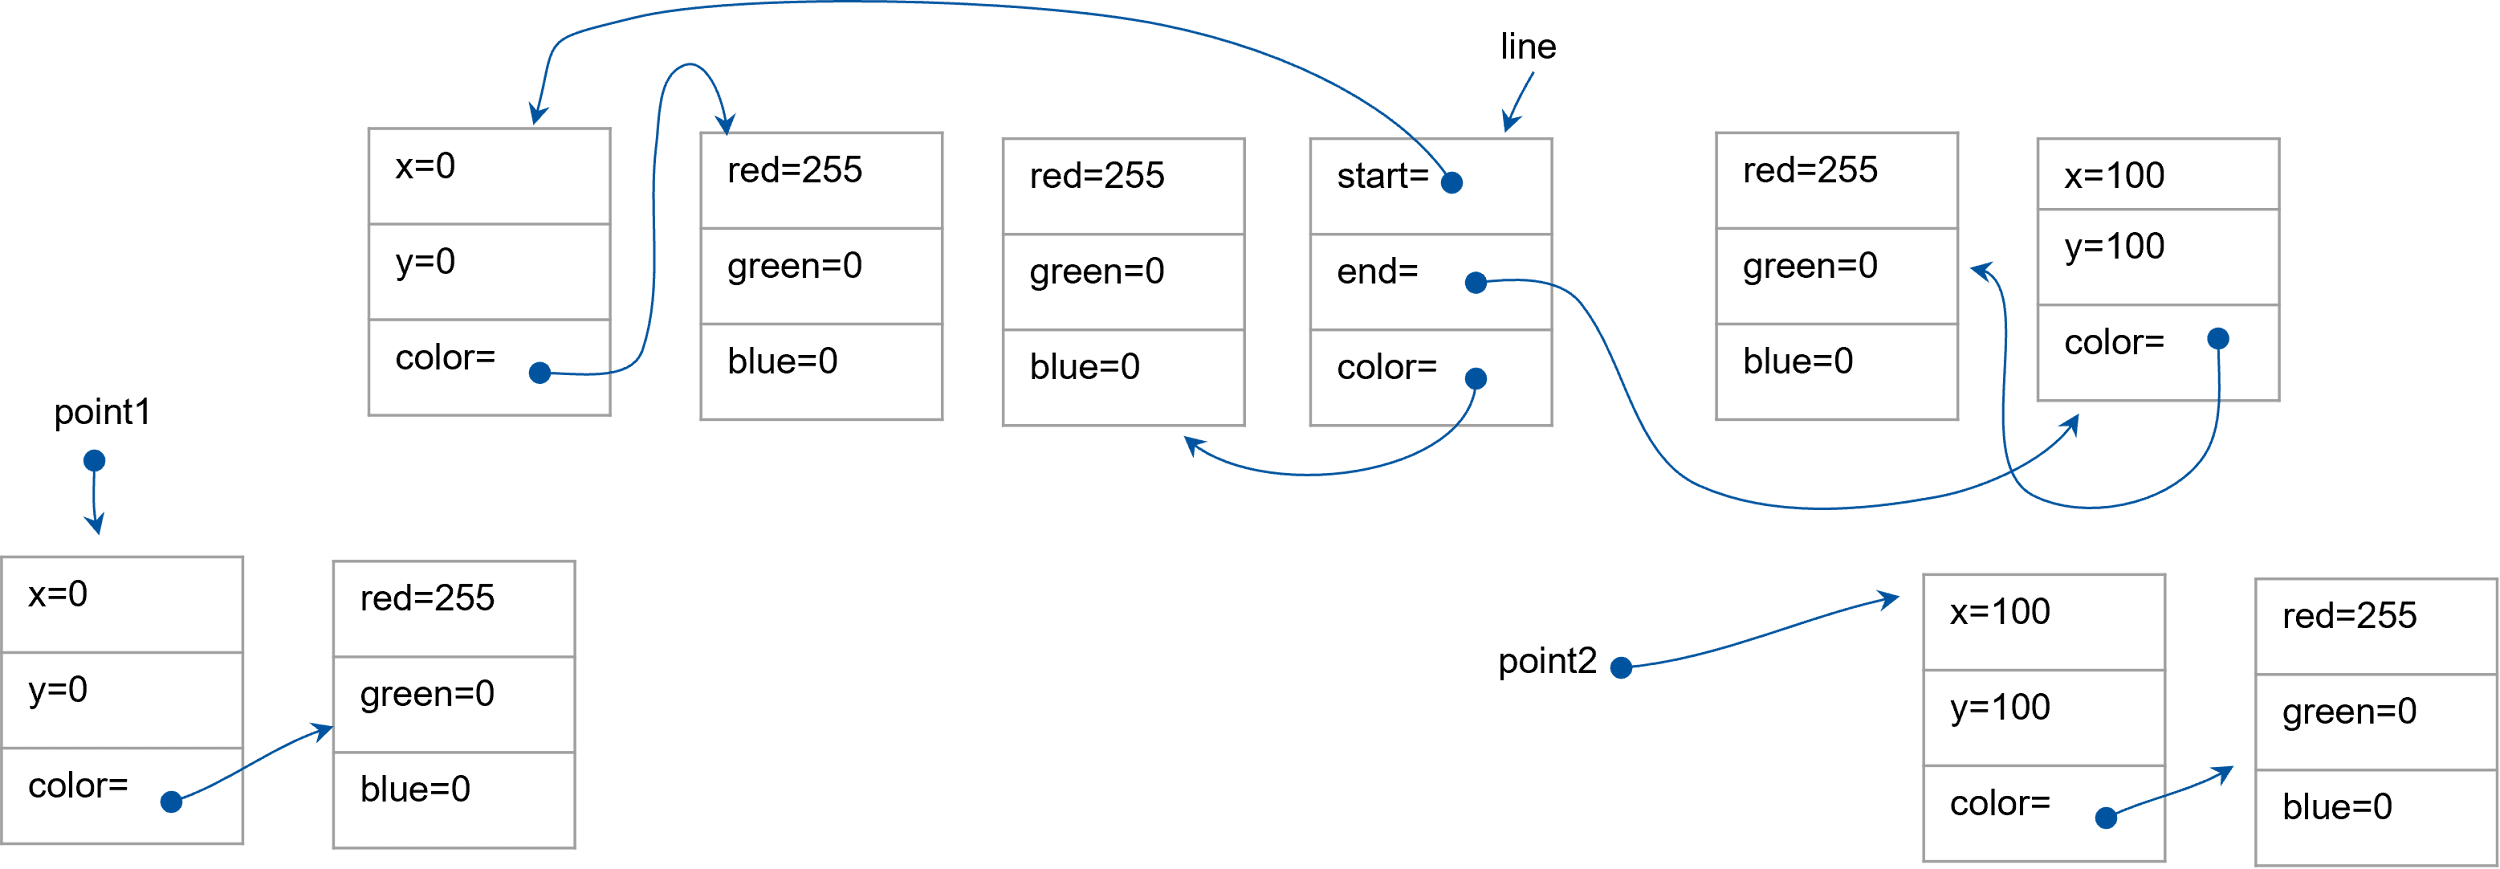 line
x=0
y=0
color=
red=255
green=0
blue=0
red=255
green=0
blue=0
start=
end=
color=
red=255
green=0
blue=0
x=100
y=100
color=
point1
x=0
y=0
color=
red=255
green=0
blue=0
point2
x=100
y=100
color=
red=255
green=0
blue=0